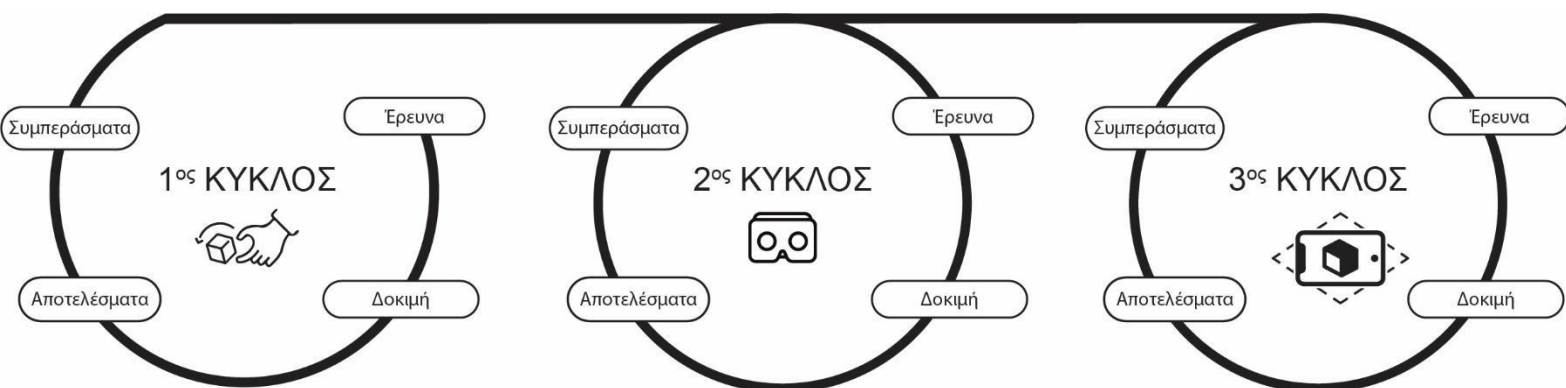 Έρευνα
Συμπεράσματα
1ος ΚΥΚΛΟΣ
Αποτελέσματα
Δοκιμή
Έρευνα
Συμπεράσματα
2ος ΚΥΚΛΟΣ
Αποτελέσματα
Δοκιμή
Έρευνα
Συμπεράσματα
3ος ΚΥΚΛΟΣ
Αποτελέσματα
Δοκιμή